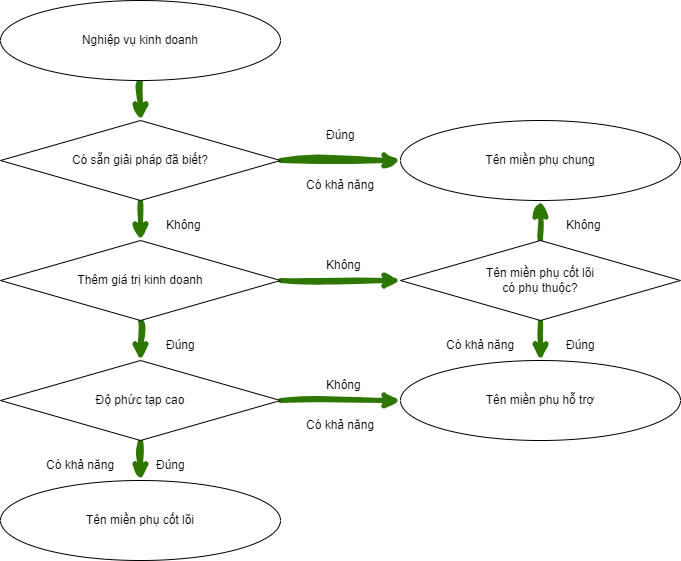 Nghiệp vụ kinh doanh
Đúng
Có sẵn giải pháp đã biết?
Tên miền phụ chung
Có khả năng
Không
Không
Không
Thêm giá trị kinh doanh
Tên miền phụ cốt lõi
có phụ thuộc?
Đúng
Có khả năng
Đúng
Không
Độ phức tạp cao
Tên miền phụ hỗ trợ
Có khả năng
Có khả năng
Đúng
Tên miền phụ cốt lõi